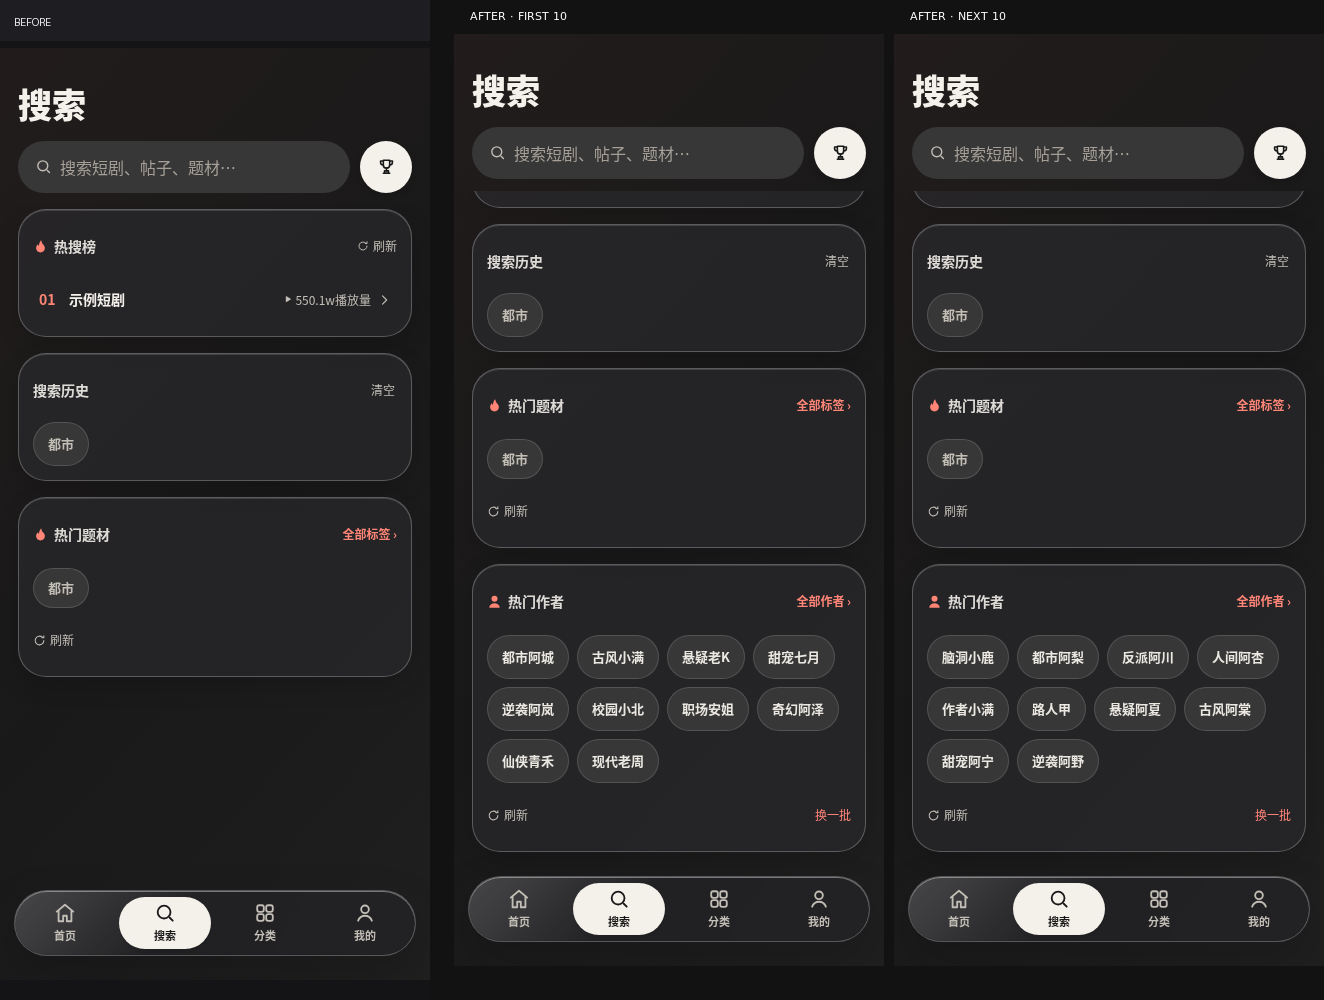 BEFORE
搜索
搜索短剧、帖子、题材…
热搜榜
刷新
01 示例短剧 550.1w播放量
搜索历史
清空
都市
热门题材
全部标签 ›
都市
刷新
首页 搜索 分类 我的
AFTER · FIRST 10
搜索
搜索短剧、帖子、题材…
搜索历史
清空
都市
热门题材
全部标签 ›
都市
刷新
热门作者
全部作者 ›
都市阿城 古风小满 悬疑老K 甜宠七月
逆袭阿岚 校园小北 职场安姐 奇幻阿泽
仙侠青禾 现代老周
刷新
换一批
首页 搜索 分类 我的
AFTER · NEXT 10
搜索
搜索短剧、帖子、题材…
搜索历史
清空
都市
热门题材
全部标签 ›
都市
刷新
热门作者
全部作者 ›
脑洞小鹿 都市阿梨 反派阿川 人间阿杏
作者小满 路人甲 悬疑阿夏 古风阿棠
甜宠阿宁 逆袭阿野
刷新
换一批
首页 搜索 分类 我的